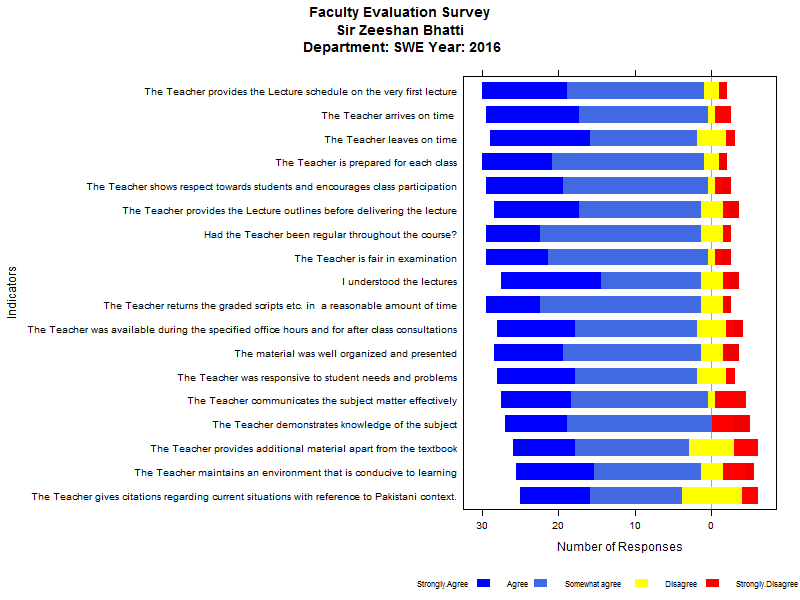 Faculty Evaluation Survey
Sir Zeeshan Bhatti
Department: SWE Year: 2016
The Teacher provides the Lecture schedule on the very first lecture
The Teacher arrives on time
The Teacher leaves on time
The Teacher is prepared for each class
The Teacher shows respect towards students and encourages class participation
The Teacher provides the Lecture outlines before delivering the lecture
Had the Teacher been regular throughout the course?
The Teacher is fair in examination
I understood the lectures
The Teacher returns the graded scripts etc. in a reasonable amount of time
The Teacher was available during the specified office hours and for after class consultations
The material was well organized and presented
The Teacher was responsive to student needs and problems
The Teacher communicates the subject matter effectively
The Teacher demonstrates knowledge of the subject
The Teacher provides additional material apart from the textbook
The Teacher maintains an environment that is conducive to learning
The Teacher gives citations regarding current situations with reference to Pakistani context.
Indicators
30 20 10 0
Number of Responses
Strongly.Agree Agree Somewhat agree Disagree Strongly.Disagree